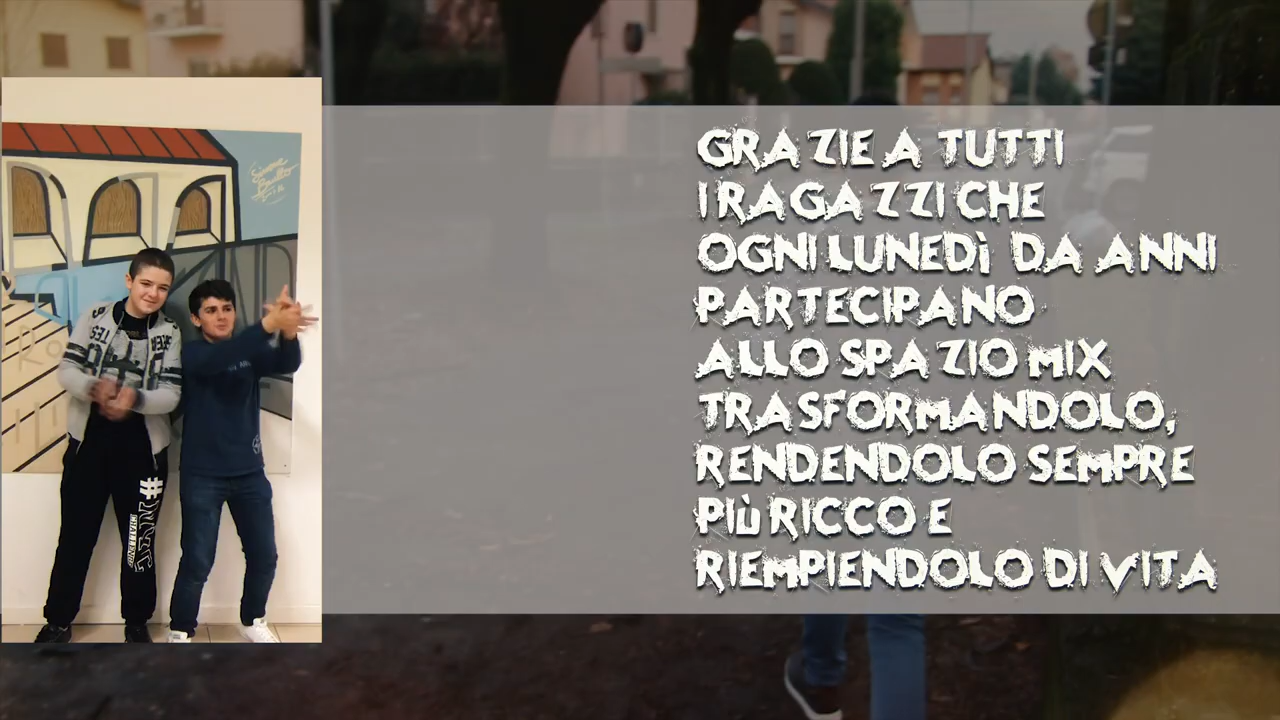 GRAZIE A TUTTI
I RAGAZZI CHE
OGNI LUNEDÌ DA ANNI
PARTECIPANO
ALLO SPAZIO MIX
TRASFORMANDOLO,
RENDENDOLO SEMPRE
PIÙ RICCO E
RIEMPIENDOLO DI VITA